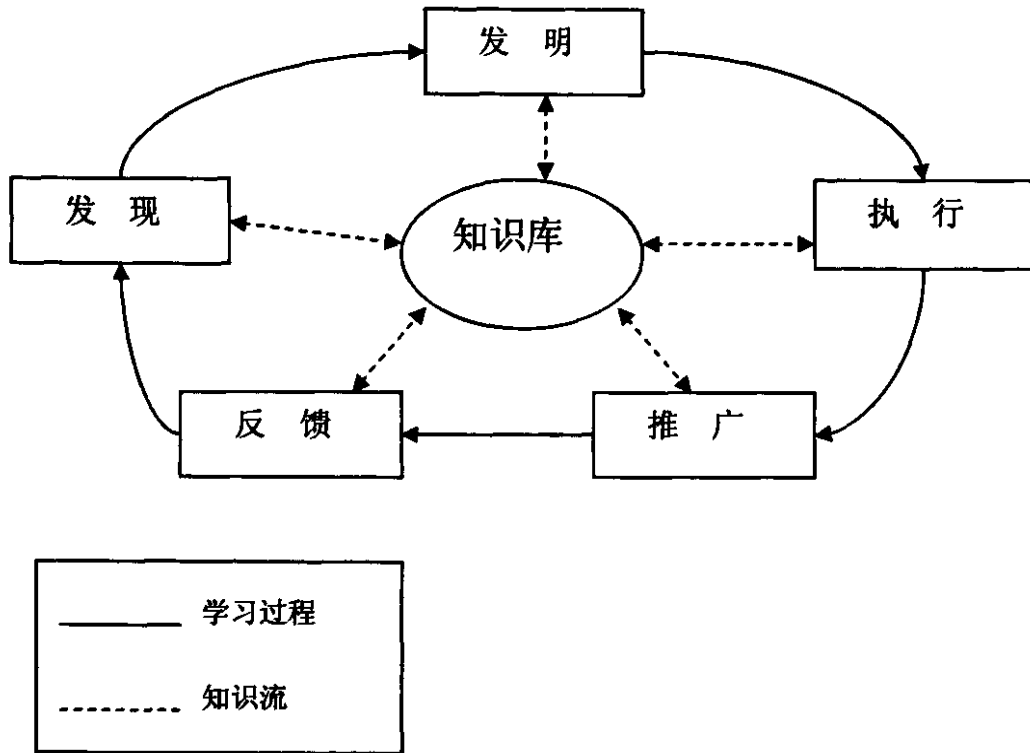 发 明
发 现
执 行
知识库
反 馈
推 广
学习过程
知识流